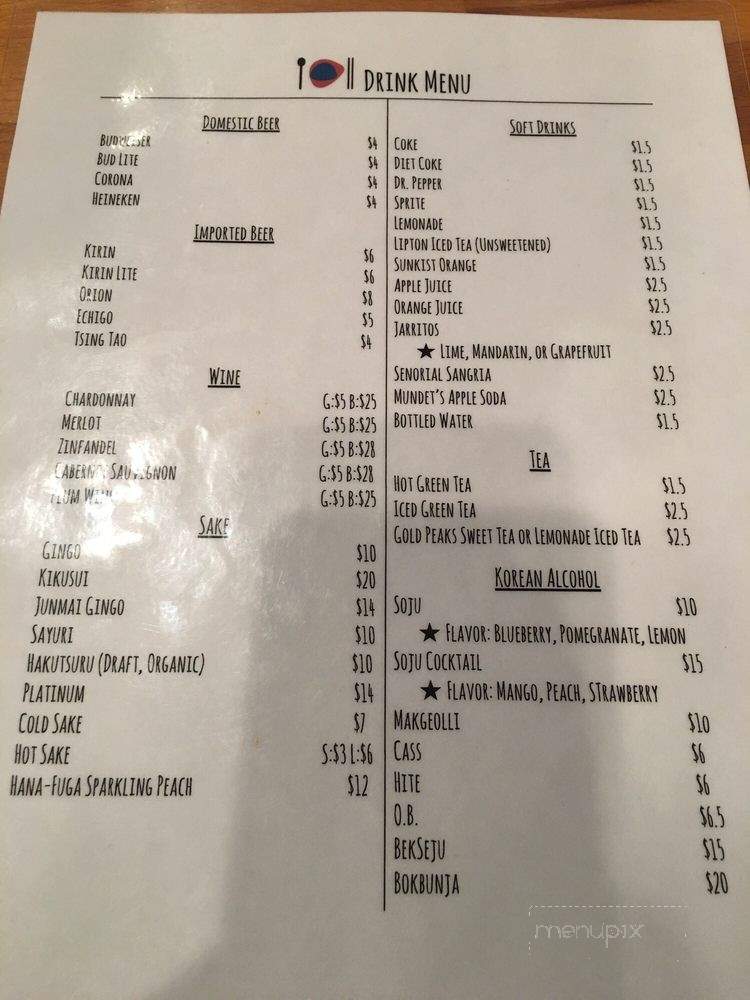 Drink Menu
Domestic Beer
Budweiser $4
Bud Lite $4
Corona $4
Heineken $4
Imported Beer
Kirin $6
Kirin Lite $6
Orion $8
Echigo $5
Tsing Tao $4
Wine
Chardonnay G:$5 B:$25
Merlot G:$5 B:$25
Zinfandel G:$5 B:$28
Cabernet Sauvignon G:$5 B:$28
Plum Wine G:$5 B:$25
Sake
Gingo $10
Kikusui $20
Junmai Gingo $14
Sayuri $10
Hakutsuru (Draft, Organic) $10
Platinum $14
Cold Sake $7
Hot Sake S:$3 L:$6
Hana-Fuga Sparkling Peach $12
Soft Drinks
Coke $1.5
Diet Coke $1.5
Dr. Pepper $1.5
Sprite $1.5
Lemonade $1.5
Lipton Iced Tea (Unsweetened) $1.5
Sunkist Orange $1.5
Apple Juice $2.5
Orange Juice $2.5
Jarritos $2.5
★ Lime, Mandarin, or Grapefruit
Senorial Sangria $2.5
Mundet's Apple Soda $2.5
Bottled Water $1.5
Tea
Hot Green Tea $1.5
Iced Green Tea $2.5
Gold Peaks Sweet Tea or Lemonade Iced Tea $2.5
Korean Alcohol
Soju $10
★ Flavor: Blueberry, Pomegranate, Lemon
Soju Cocktail $15
★ Flavor: Mango, Peach, Strawberry
Makgeolli $10
Cass $6
Hite $6
O.B. $6.5
BekSeju $15
Bokbunja $20
menupix